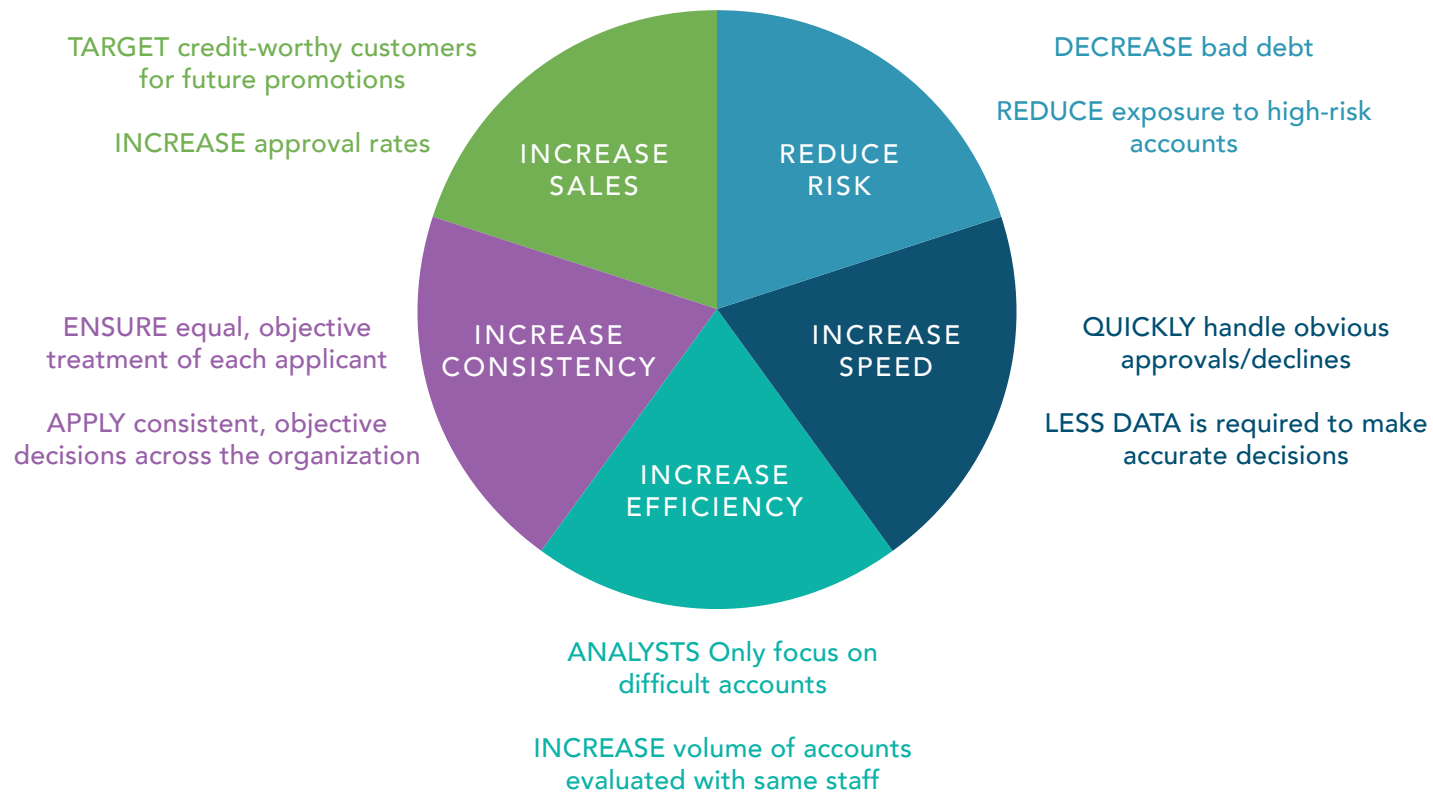 TARGET credit-worthy customers
for future promotions
INCREASE approval rates
INCREASE
SALES
REDUCE
RISK
DECREASE bad debt
REDUCE exposure to high-risk
accounts
ENSURE equal, objective
treatment of each applicant
APPLY consistent, objective
decisions across the organization
INCREASE
CONSISTENCY
INCREASE
SPEED
QUICKLY handle obvious
approvals/declines
LESS DATA is required to make
accurate decisions
INCREASE
EFFICIENCY
ANALYSTS Only focus on
difficult accounts
INCREASE volume of accounts
evaluated with same staff